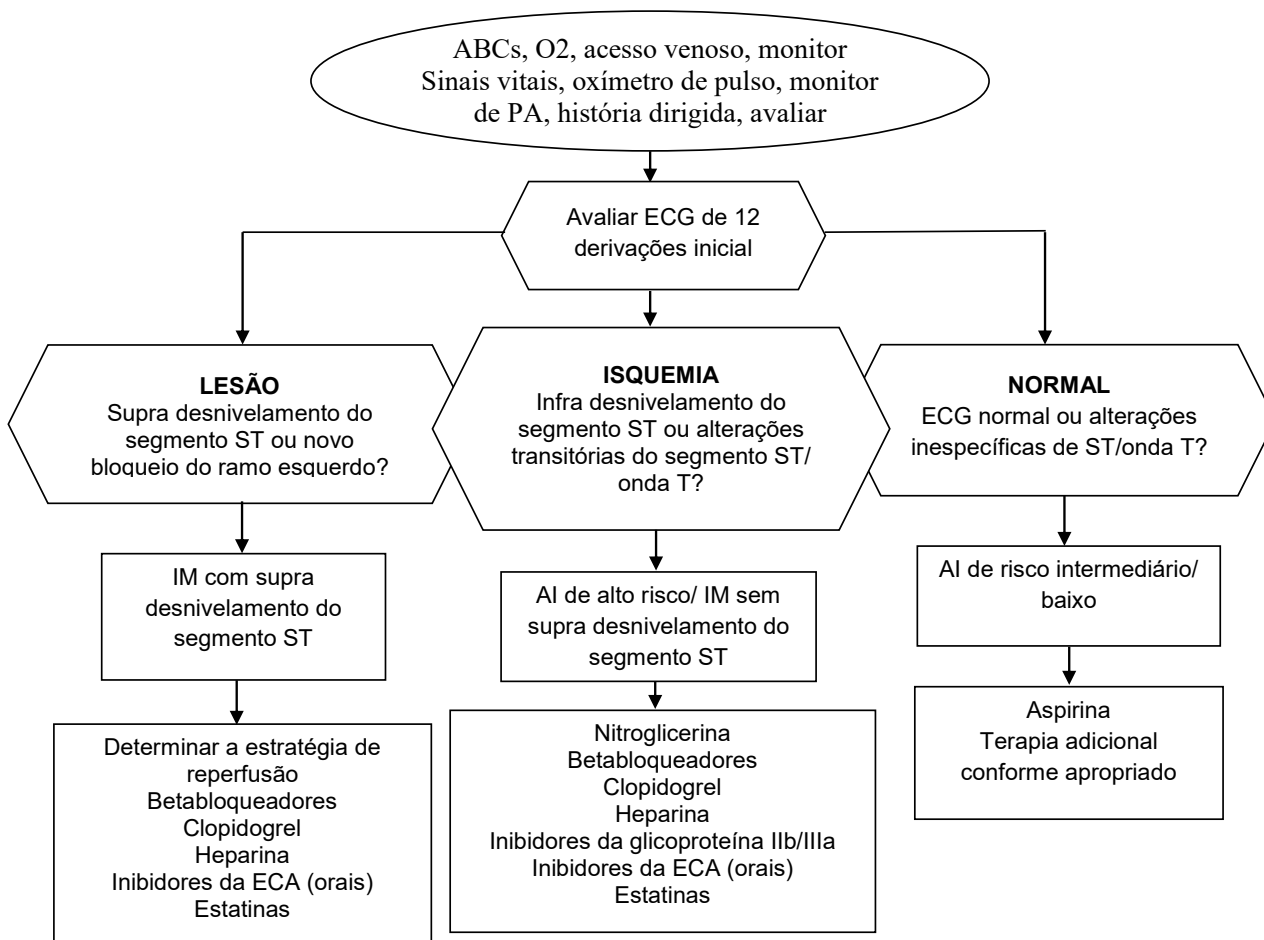 ABCs, O2, acesso venoso, monitor
Sinais vitais, oxímetro de pulso, monitor
de PA, história dirigida, avaliar
Avaliar ECG de 12
derivações inicial
LESÃO
Supra desnivelamento do
segmento ST ou novo
bloqueio do ramo esquerdo?
ISQUEMIA
Infra desnivelamento do
segmento ST ou alterações
transitórias do segmento ST/
onda T?
NORMAL
ECG normal ou alterações
inespecíficas de ST/onda T?
IM com supra
desnivelamento do
segmento ST
AI de alto risco/ IM sem
supra desnivelamento do
segmento ST
AI de risco intermediário/
baixo
Determinar a estratégia de
reperfusão
Betabloqueadores
Clopidogrel
Heparina
Inibidores da ECA (orais)
Estatinas
Nitroglicerina
Betabloqueadores
Clopidogrel
Heparina
Inibidores da glicoproteína IIb/IIIa
Inibidores da ECA (orais)
Estatinas
Aspirina
Terapia adicional
conforme apropriado